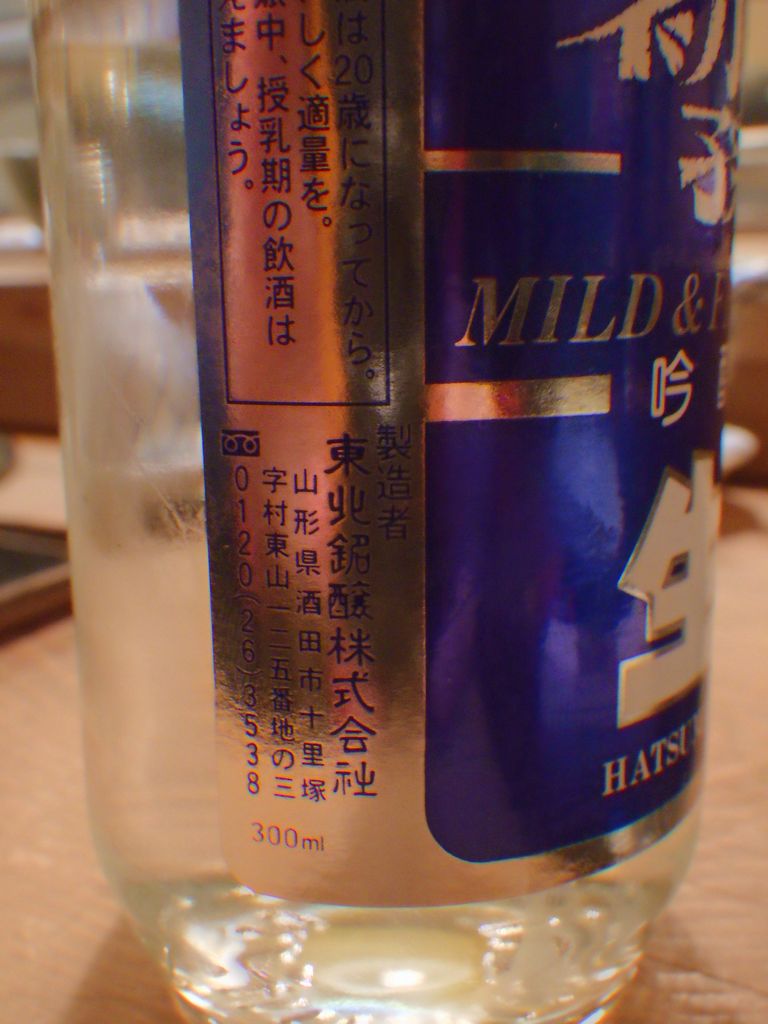 は20歳になってから。
しく適量を。
中、授乳期の飲酒は
ましょう。
製造者
東北銘醸株式会社
山形県酒田市十里塚
字村東山一二五番地の三
0120(26)3538
300ml
初孫
MILD &
吟
生
HATSU